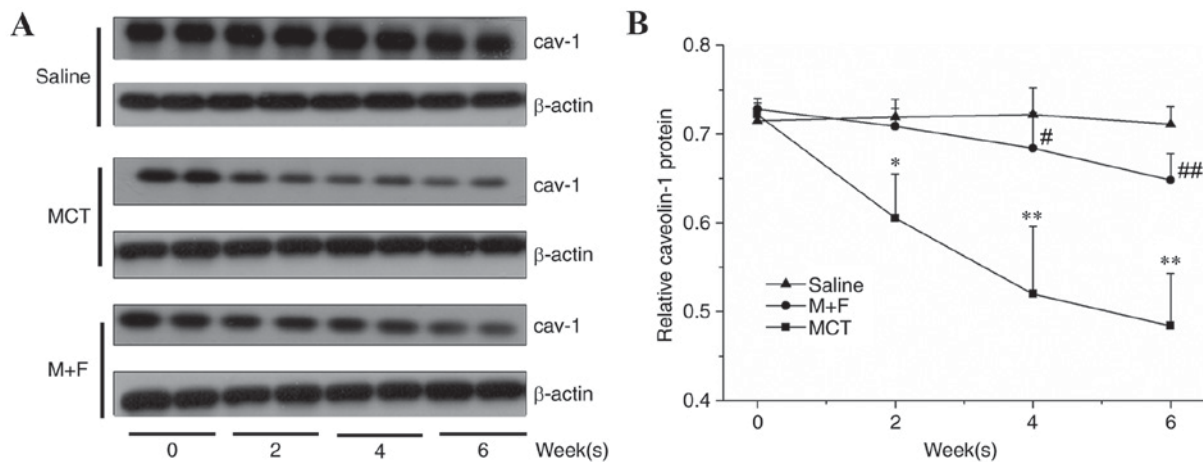 A
Saline
cav-1
β-actin
MCT
cav-1
β-actin
M+F
cav-1
β-actin
0 2 4 6 Week(s)
B
Relative caveolin-1 protein
0.8
0.7
0.6
0.5
0.4
#
##
*
**
**
Saline
M+F
MCT
0 2 4 6
Week(s)